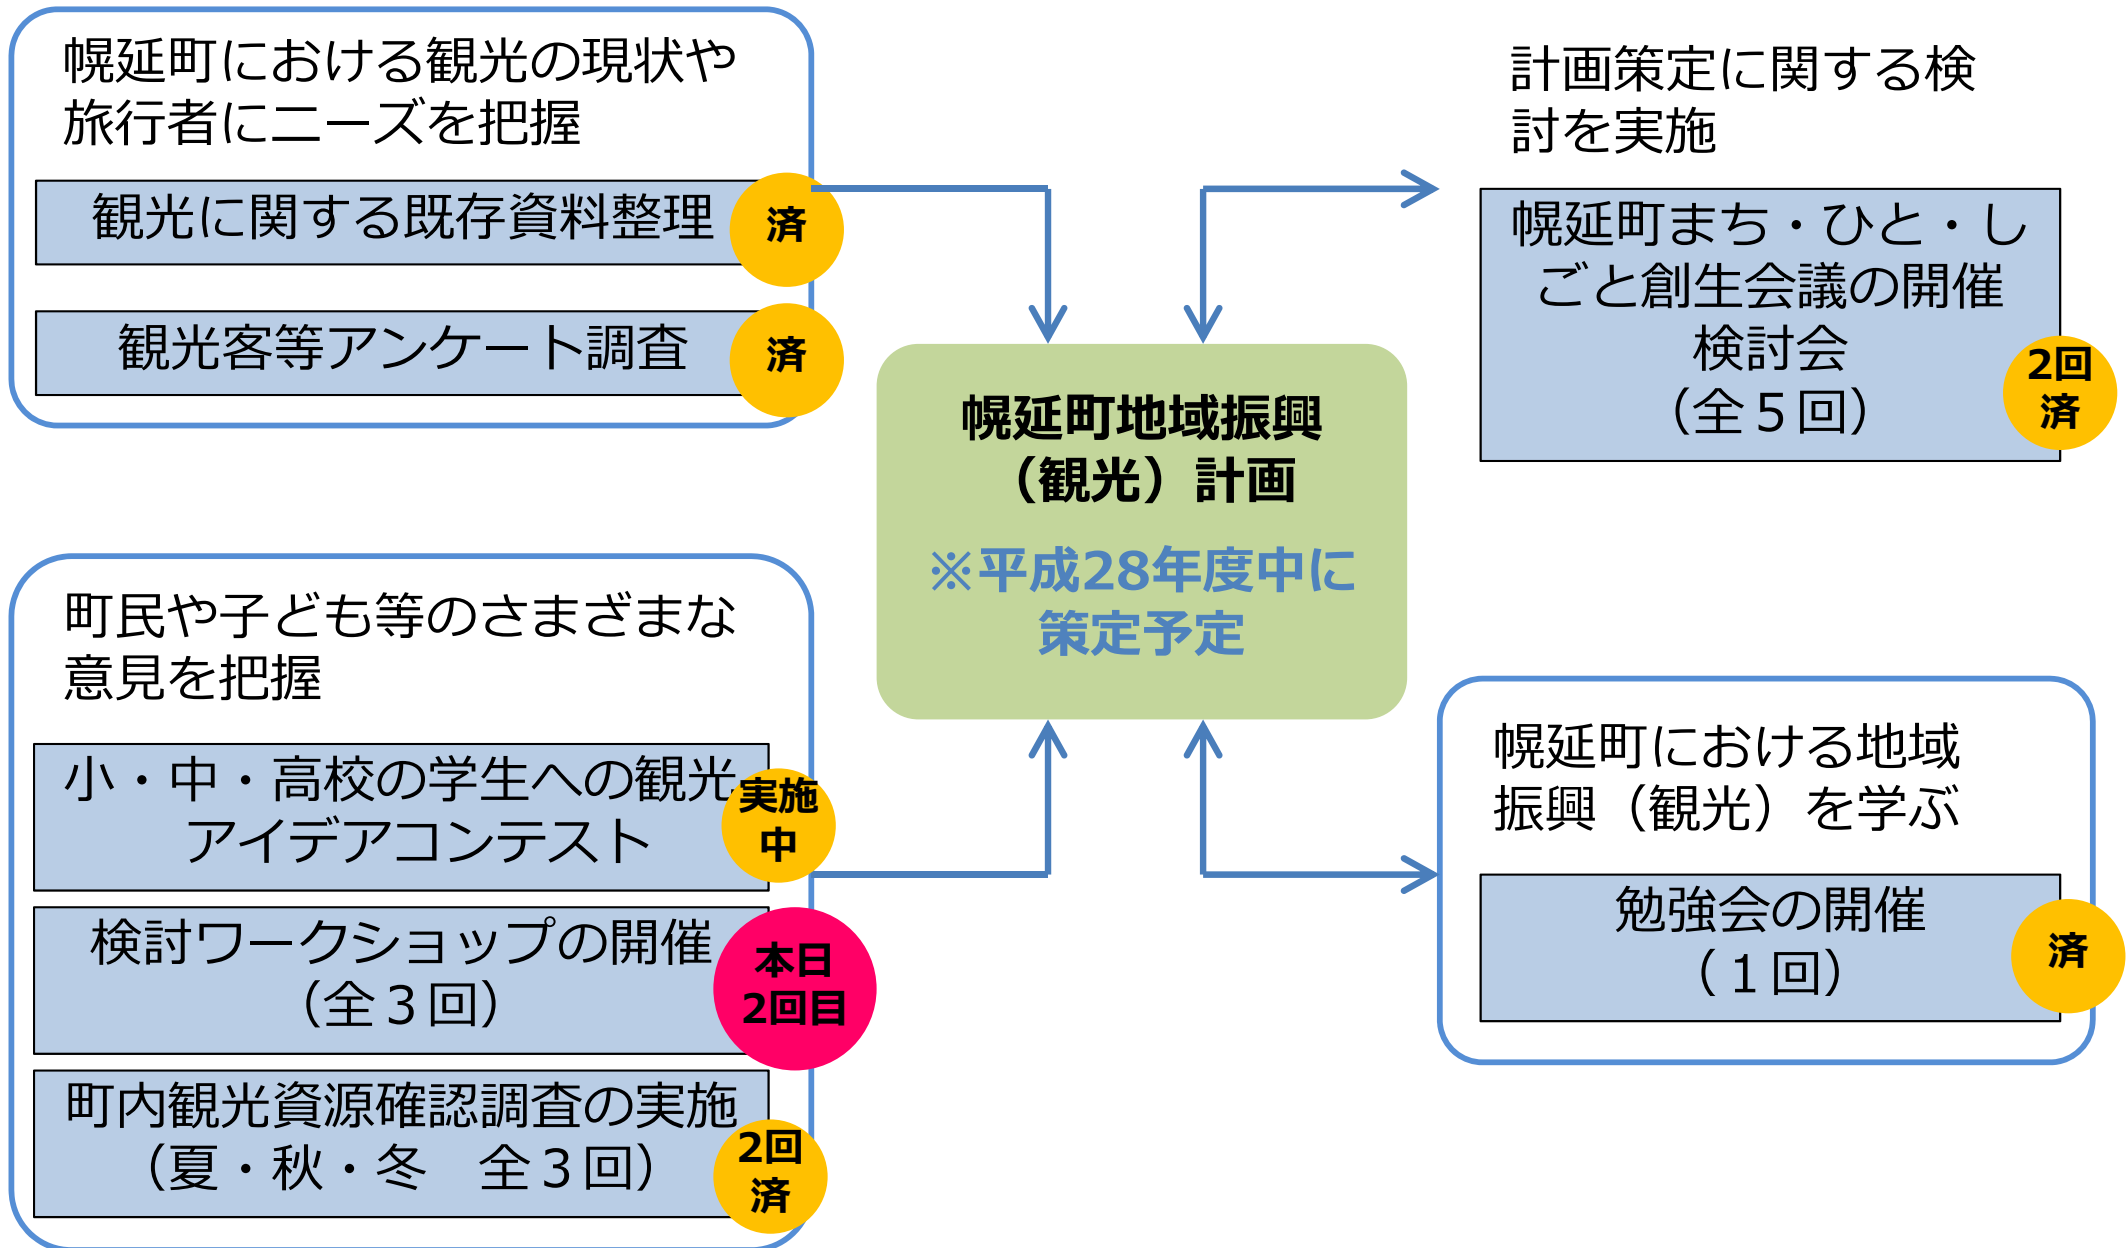 幌延町における観光の現状や
旅行者にニーズを把握
観光に関する既存資料整理
済
観光客等アンケート調査
済
町民や子ども等のさまざまな
意見を把握
小・中・高校の学生への観光
アイデアコンテスト
実施
中
検討ワークショップの開催
（全３回）
本日
2回目
町内観光資源確認調査の実施
（夏・秋・冬　全３回）
2回
済
幌延町地域振興
（観光）計画
※平成28年度中に
策定予定
計画策定に関する検
討を実施
幌延町まち・ひと・し
ごと創生会議の開催
検討会
（全５回）
2回
済
幌延町における地域
振興（観光）を学ぶ
勉強会の開催
（１回）
済